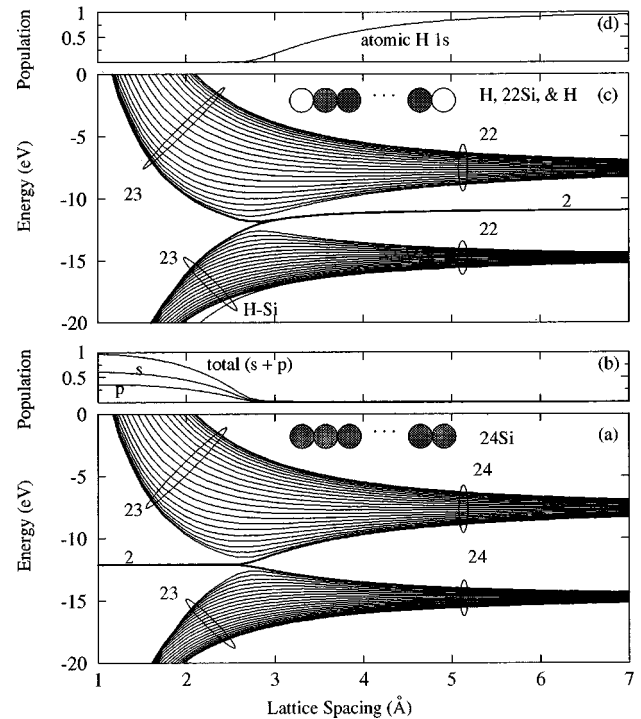 1
0.5
0
Population
atomic H 1s
(d)
0
-5
-10
-15
-20
Energy (eV)
H, 22Si, & H
(c)
22
23
2
22
23
H-Si
1
0.5
0
Population
total (s + p)
s
p
(b)
0
-5
-10
-15
-20
Energy (eV)
(a)
24Si
24
23
2
24
23
1 2 3 4 5 6 7
Lattice Spacing (Å)